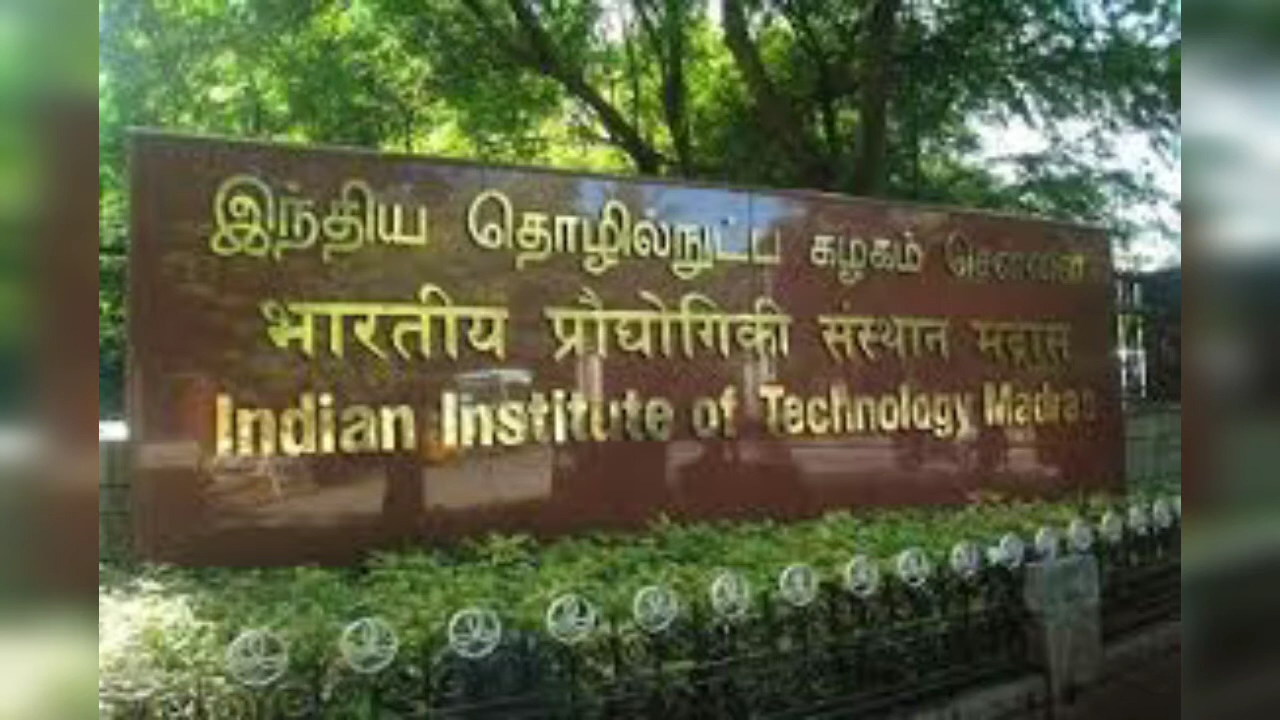 இந்திய தொழில்நுட்ப கழகம் சென்னை
भारतीय प्रौद्योगिकी संस्थान मद्रास
Indian Institute of Technology Madras